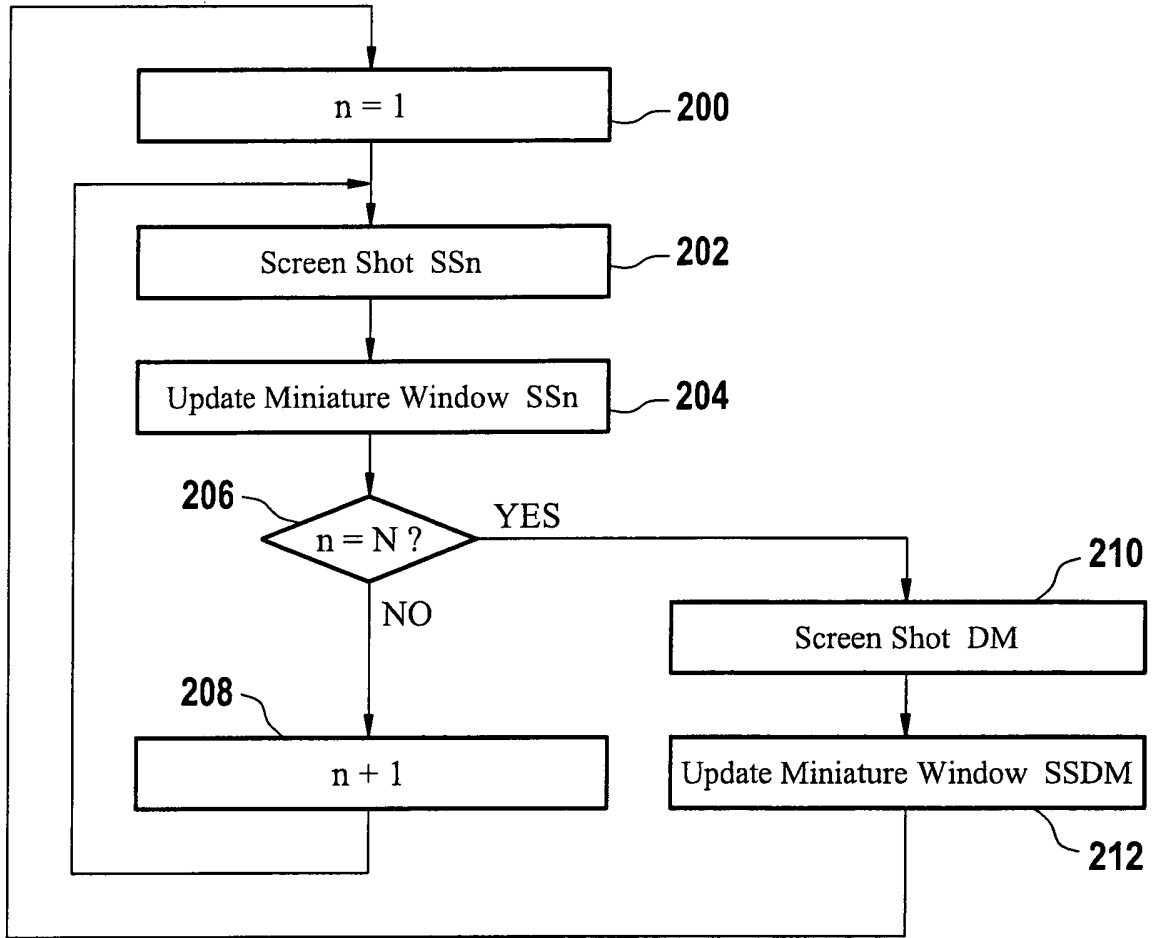 n = 1
200
Screen Shot SSn
202
Update Miniature Window SSn
204
206
n = N ?
YES
NO
210
Screen Shot DM
208
n + 1
Update Miniature Window SSDM
212